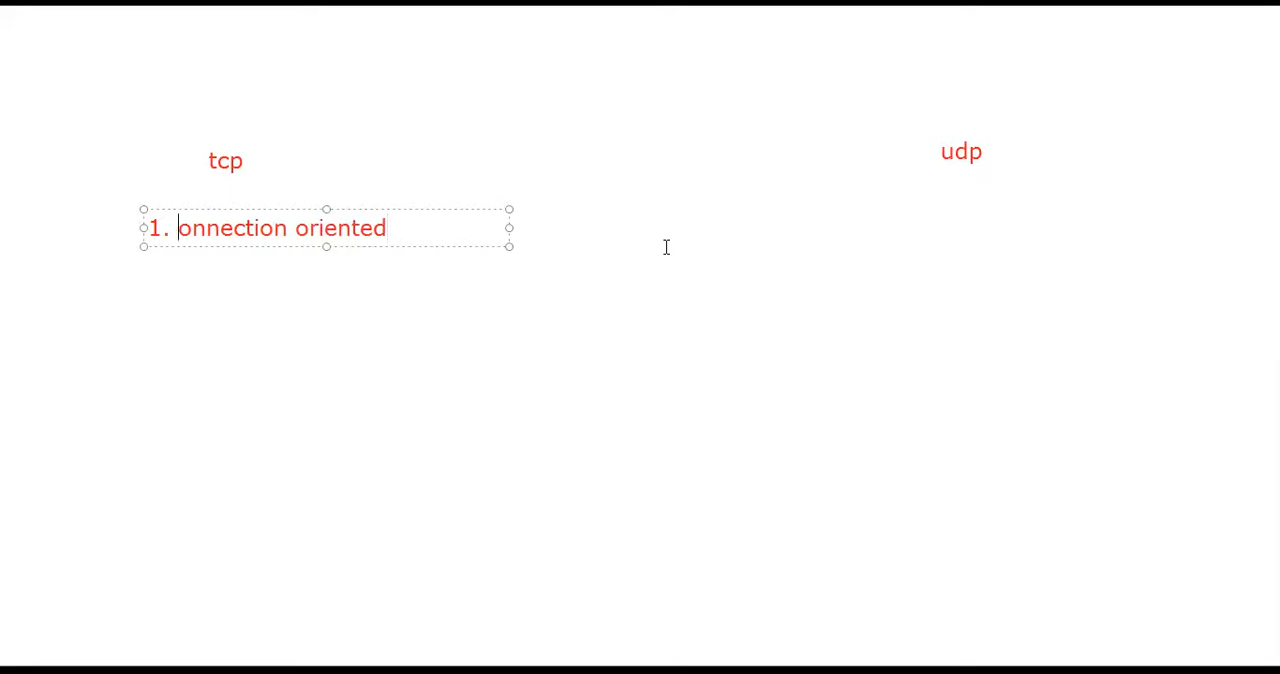 tcp
udp
1. onnection oriented